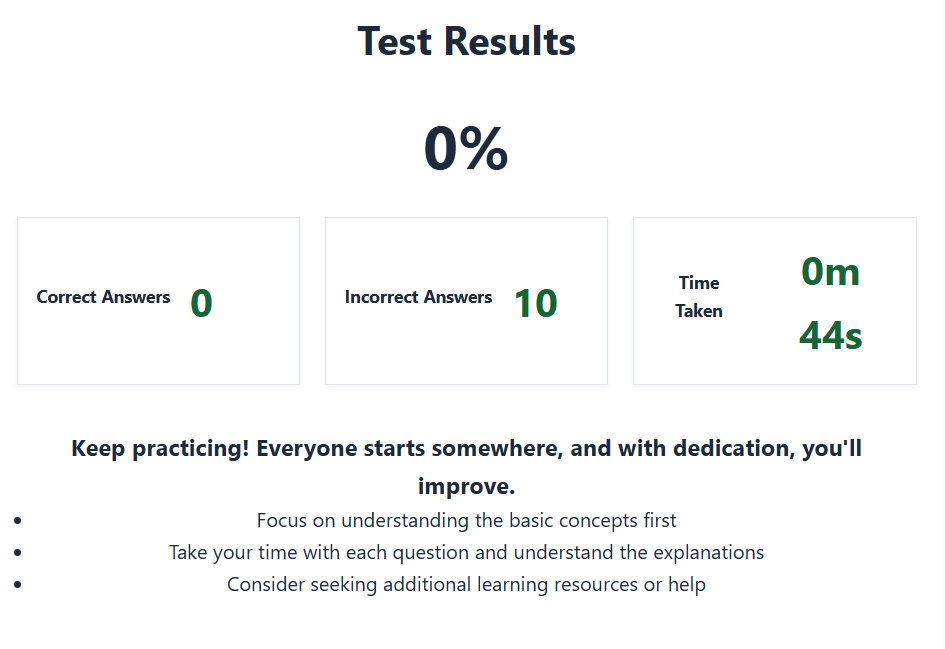 Test Results
0%
Correct Answers 0
Incorrect Answers 10
Time
Taken
0m
44s
Keep practicing! Everyone starts somewhere, and with dedication, you'll
improve.
Focus on understanding the basic concepts first
Take your time with each question and understand the explanations
Consider seeking additional learning resources or help